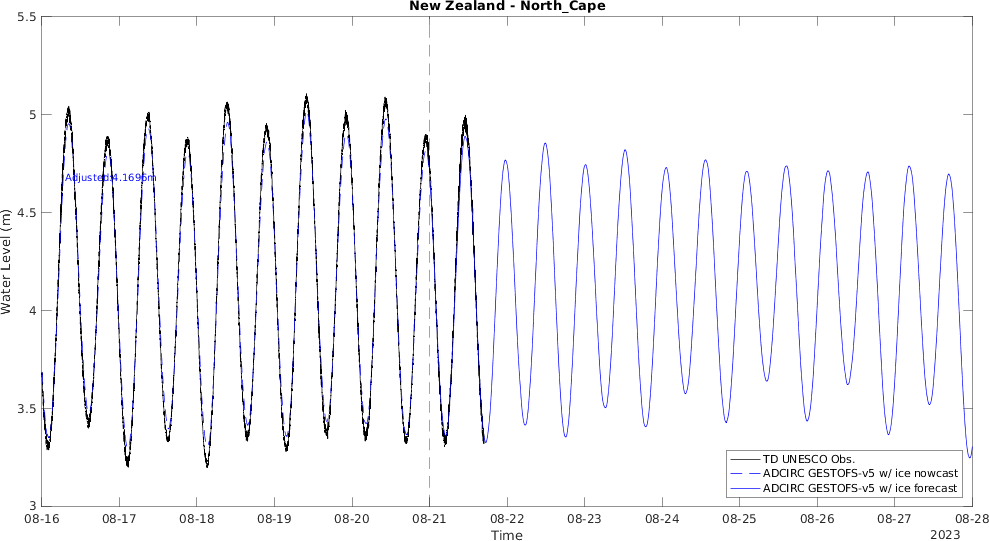 New Zealand - North_Cape
5.5
5
4.5
4
3.5
3
Water Level (m)
Adjusted:4.1696m
TD UNESCO Obs.
ADCIRC GESTOFS-v5 w/ ice nowcast
ADCIRC GESTOFS-v5 w/ ice forecast
08-16 08-17 08-18 08-19 08-20 08-21 08-22 08-23 08-24 08-25 08-26 08-27 08-28
Time
2023